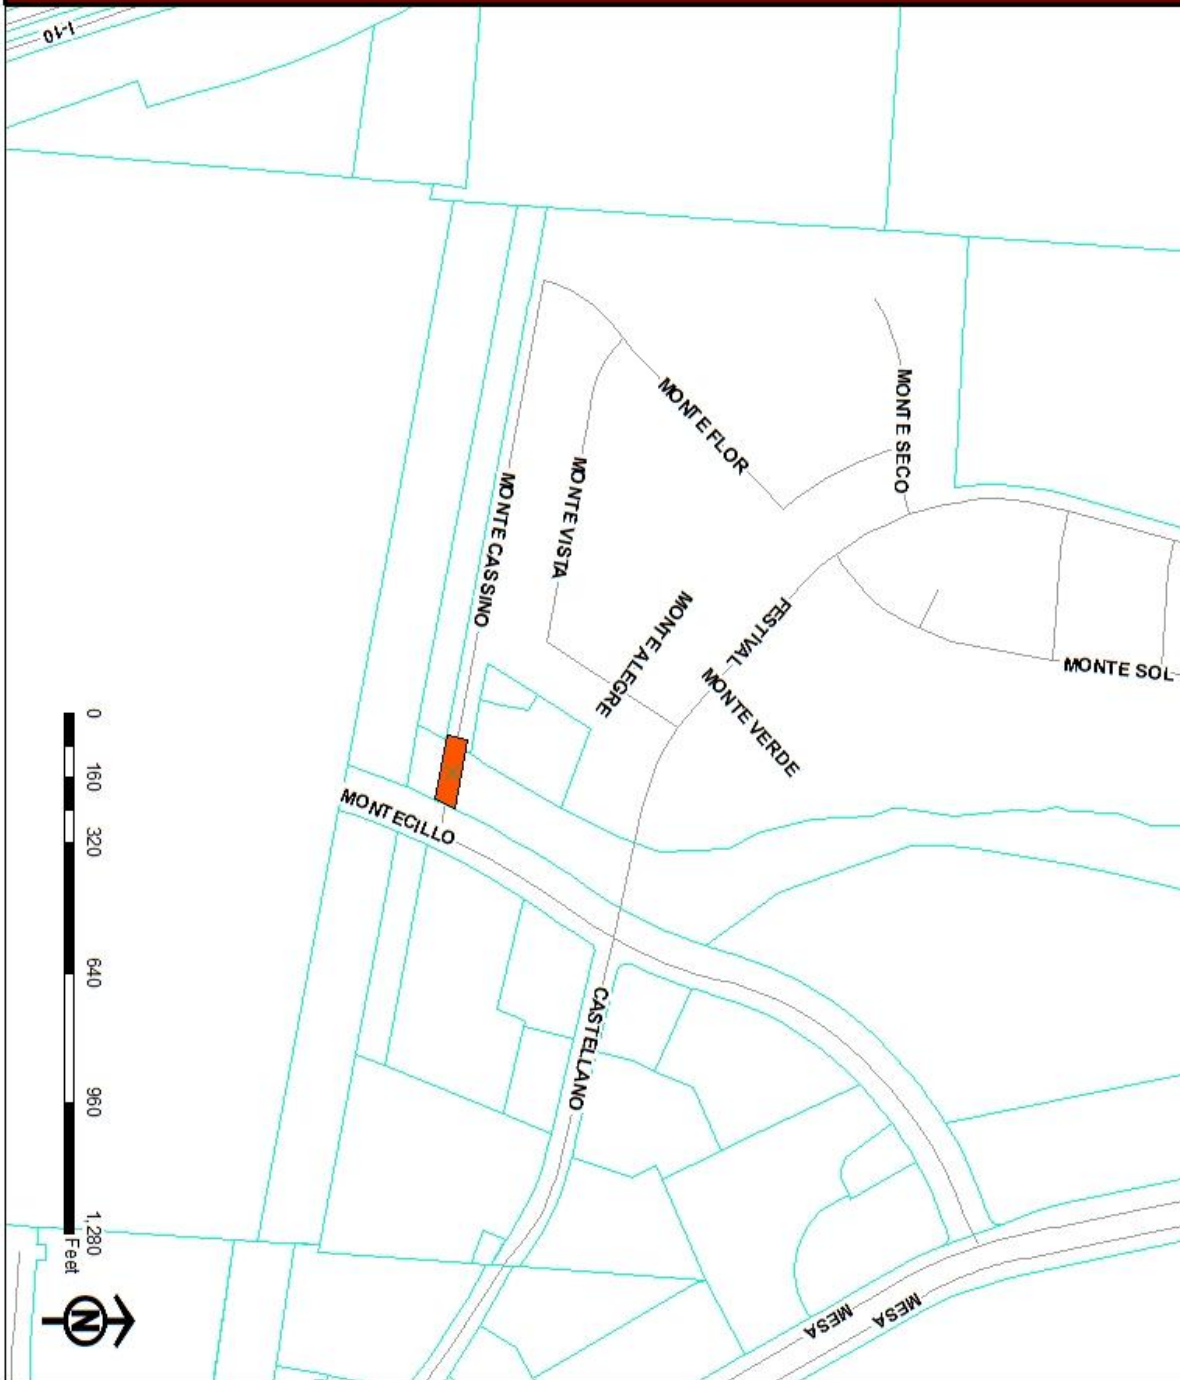 I-10
MONTE FLOR
MONTE SECO
MONTE CASSINO
MONTE VISTA
MONTE ALEGRE
FESTIVAL
MONTE VERDE
MONTE SOL
MONTECILLO
CASTELLANO
MESA
MESA
0
160
320
640
960
1,280
Feet
N